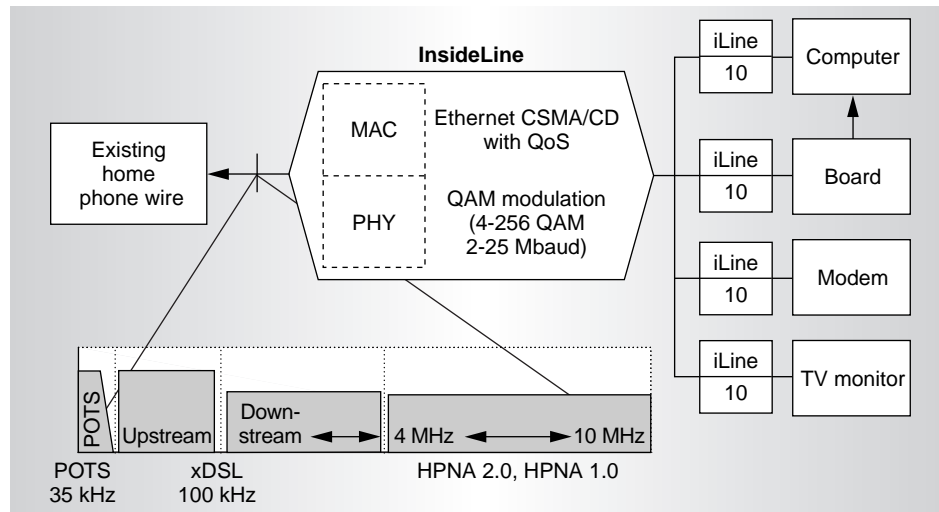 InsideLine
MAC
Ethernet CSMA/CD
with QoS
PHY
QAM modulation
(4-256 QAM
2-25 Mbaud)
Existing
home
phone wire
iLine
10
Computer
iLine
10
Board
iLine
10
Modem
iLine
10
TV monitor
POTS
Upstream
Down-
stream
4 MHz
10 MHz
POTS
35 kHz
xDSL
100 kHz
HPNA 2.0, HPNA 1.0